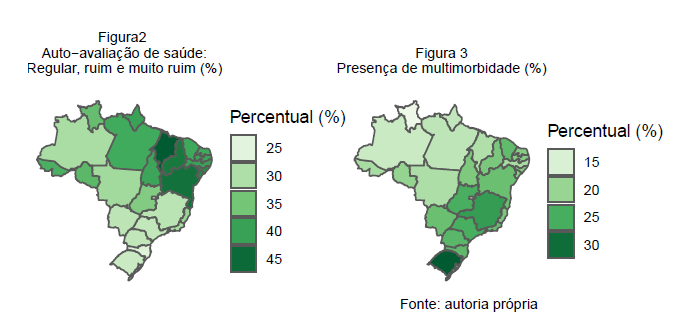 Figura2
Auto−avaliação de saúde:
Regular, ruim e muito ruim (%)
Percentual (%)
25
30
35
40
45
Figura 3
Presença de multimorbidade (%)
Percentual (%)
15
20
25
30
Fonte: autoria própria